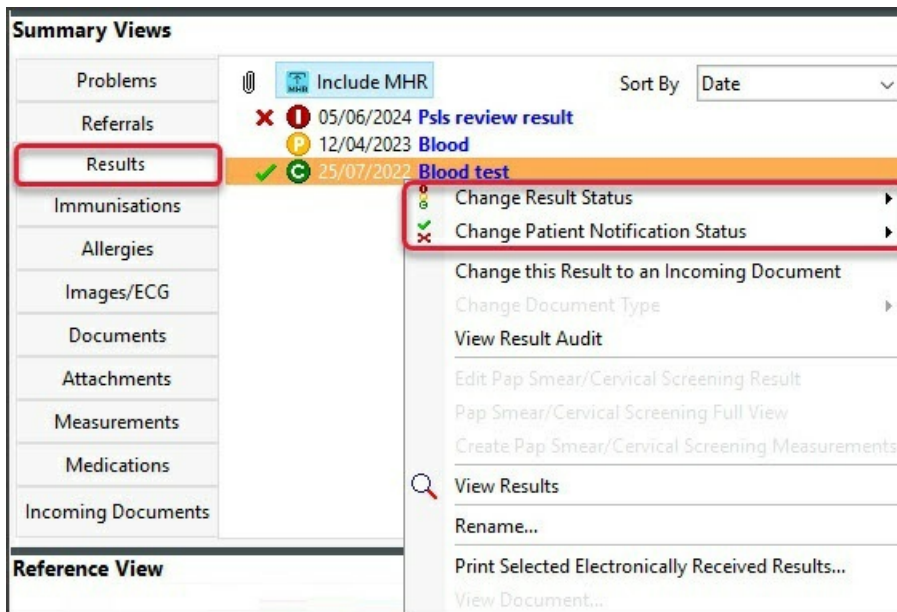 Summary Views
Problems
Referrals
Results
Immunisations
Allergies
Images/ECG
Documents
Attachments
Measurements
Medications
Incoming Documents
MHR Include MHR
Sort By Date
I 05/06/2024 Psls review result
P 12/04/2023 Blood
C 25/07/2022 Blood test
Change Result Status
Change Patient Notification Status
Change this Result to an Incoming Document
Change Document Type
View Result Audit
Edit Pap Smear/Cervical Screening Result
Pap Smear/Cervical Screening Full View
Create Pap Smear/Cervical Screening Measurements
View Results
Rename...
Print Selected Electronically Received Results...
View Document...
Reference View